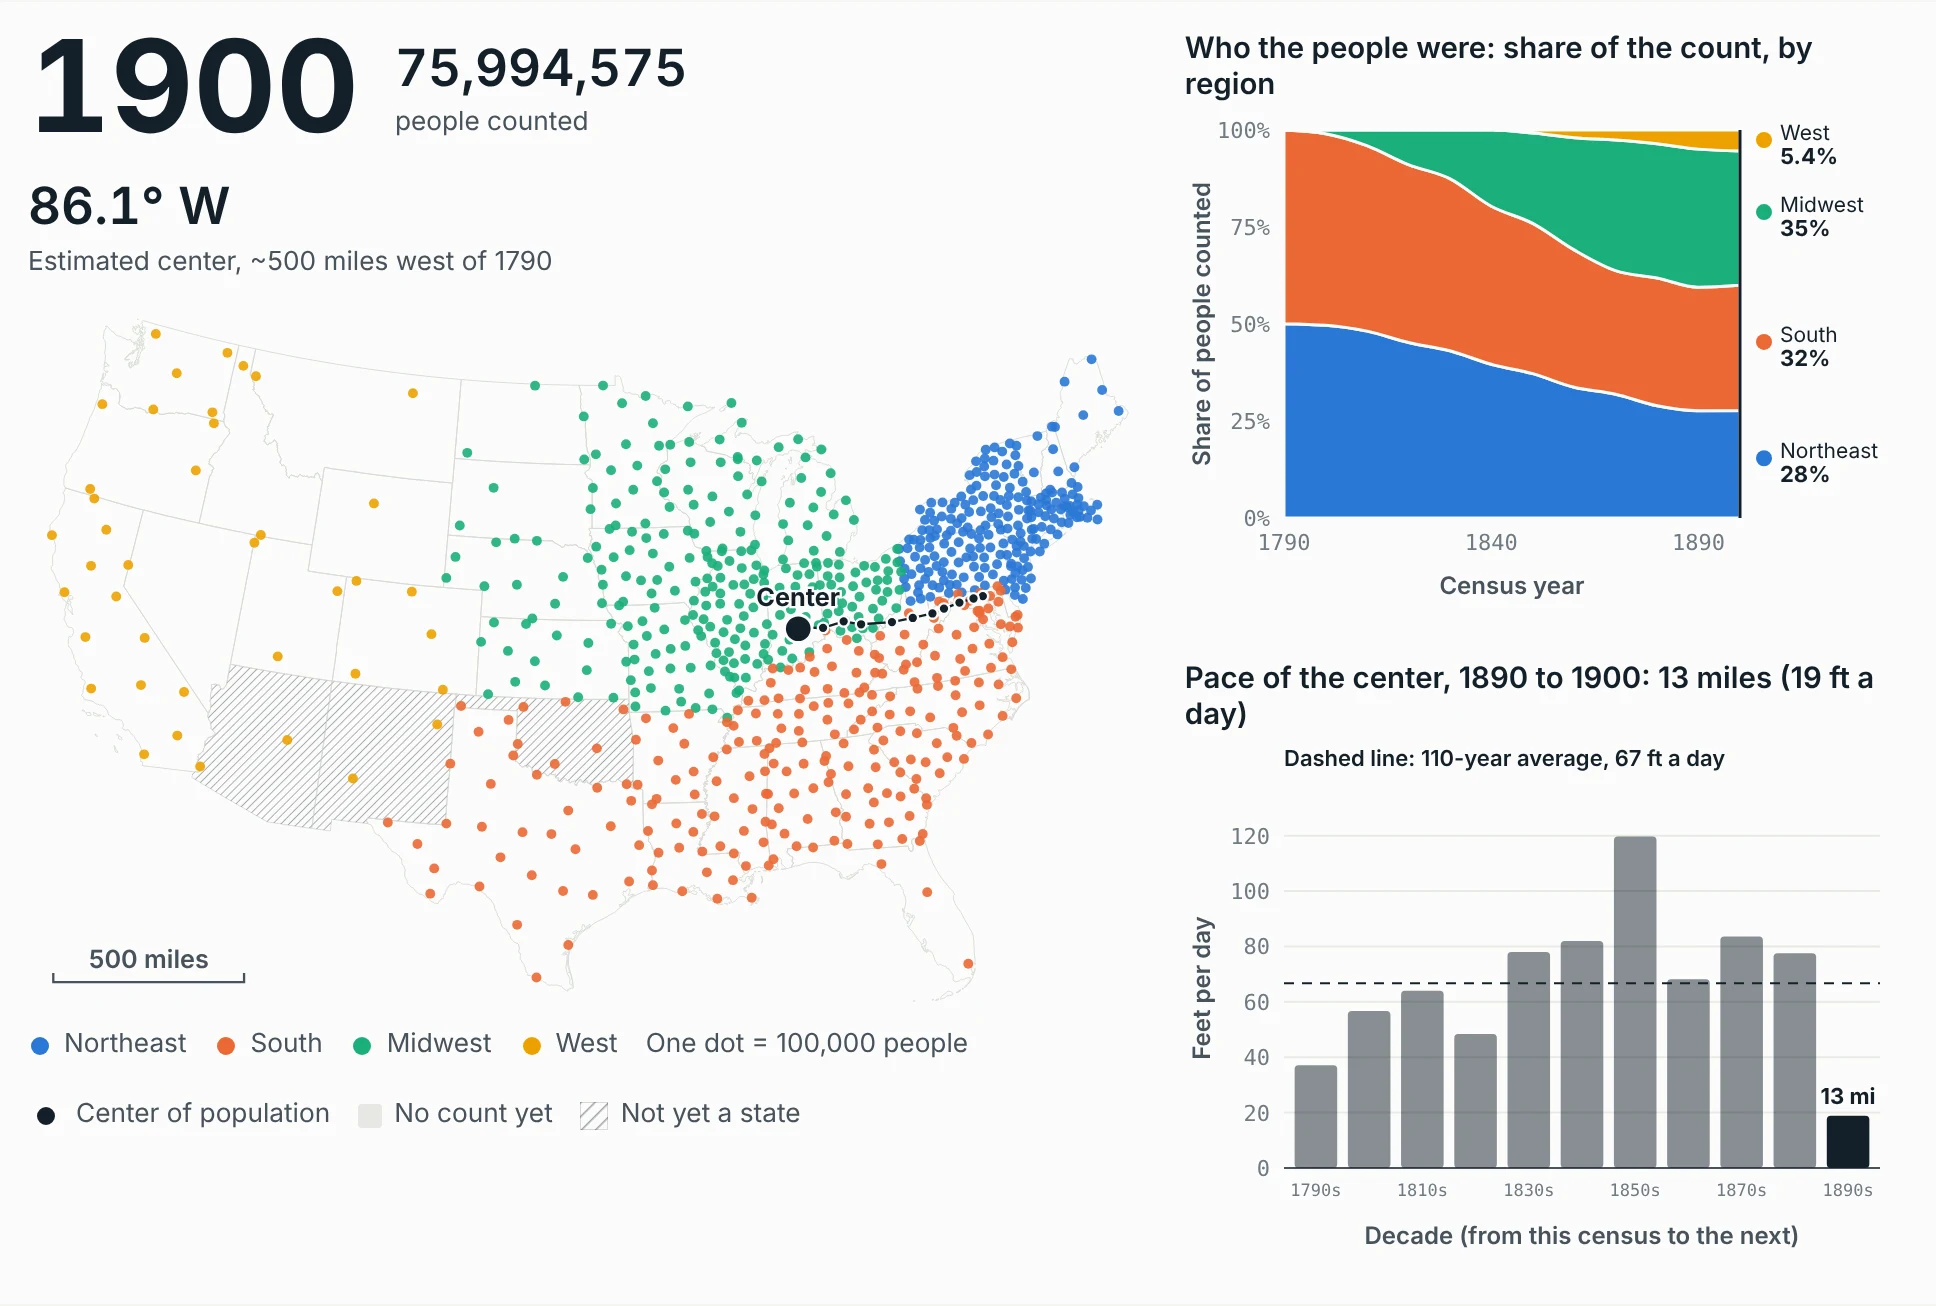 1900
75,994,575
people counted
86.1° W
Estimated center, ~500 miles west of 1790
Center
500 miles
Northeast
South
Midwest
West
One dot = 100,000 people
Center of population
No count yet
Not yet a state
Who the people were: share of the count, by
region
Share of people counted
100%
75%
50%
25%
0%
1790
1840
1890
Census year
West
5.4%
Midwest
35%
South
32%
Northeast
28%
Pace of the center, 1890 to 1900: 13 miles (19 ft a
day)
Dashed line: 110-year average, 67 ft a day
Feet per day
120
100
80
60
40
20
0
13 mi
1790s
1810s
1830s
1850s
1870s
1890s
Decade (from this census to the next)